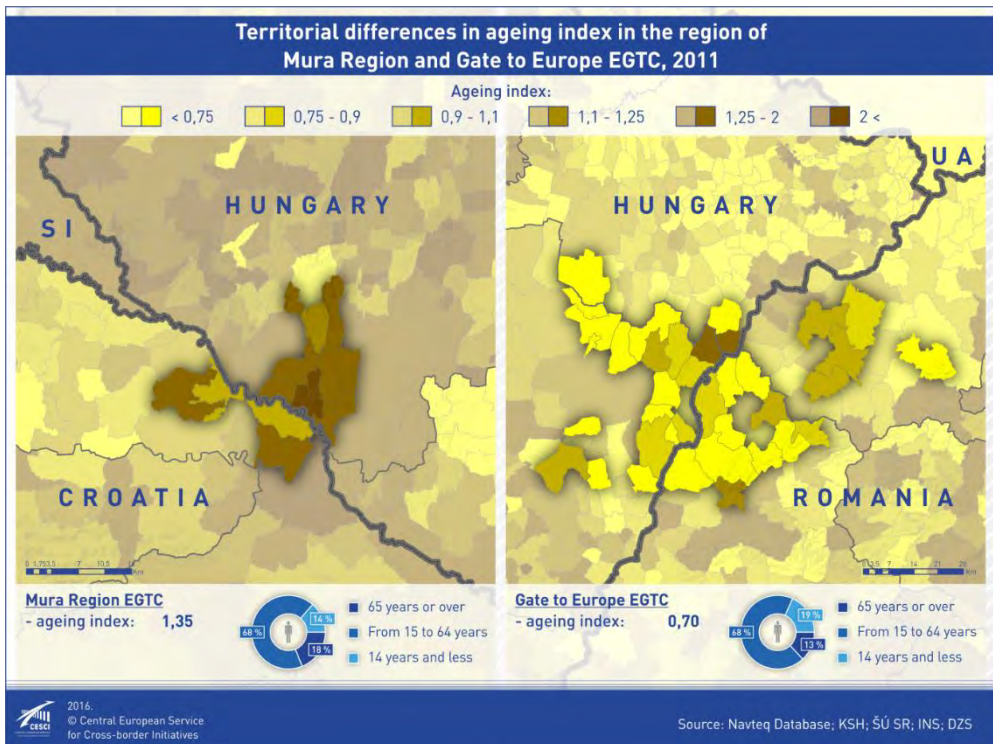 Territorial differences in ageing index in the region of
Mura Region and Gate to Europe EGTC, 2011
Ageing index:
< 0,75
0,75 - 0,9
0,9 - 1,1
1,1 - 1,25
1,25 - 2
2 <
HUNGARY
SI
CROATIA
HUNGARY
UA
ROMANIA
Mura Region EGTC
- ageing index: 1,35
14 %
68 %
18 %
65 years or over
From 15 to 64 years
14 years and less
Gate to Europe EGTC
- ageing index: 0,70
19 %
68 %
13 %
65 years or over
From 15 to 64 years
14 years and less
CESCI
2016.
© Central European Service
for Cross-border Initiatives
Source: Navteq Database; KSH; ŠÚ SR; INS; DZS